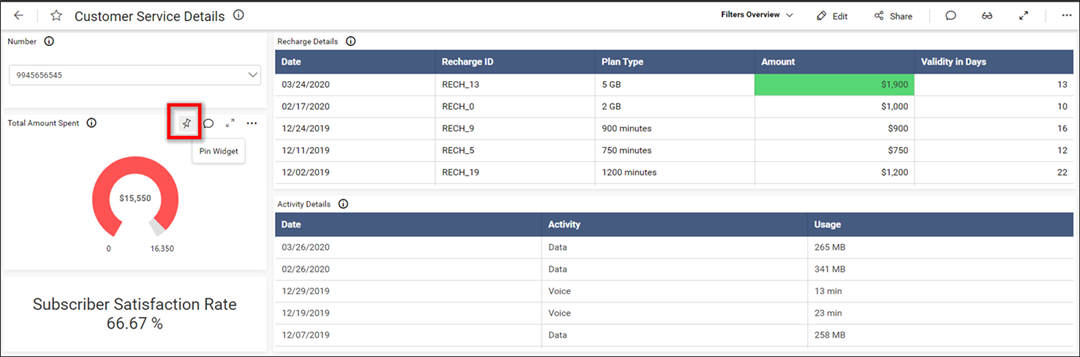 Customer Service Details
Filters Overview
Edit
Share
Number
9945656545
Total Amount Spent
Pin Widget
$15,550
0 16,350
Subscriber Satisfaction Rate
66.67 %
Recharge Details
Date Recharge ID Plan Type Amount Validity in Days
03/24/2020 RECH_13 5 GB $1,900 13
02/17/2020 RECH_0 2 GB $1,000 10
12/24/2019 RECH_9 900 minutes $900 16
12/11/2019 RECH_5 750 minutes $750 12
12/02/2019 RECH_19 1200 minutes $1,200 22
Activity Details
Date Activity Usage
03/26/2020 Data 265 MB
02/26/2020 Data 341 MB
12/29/2019 Voice 13 min
12/19/2019 Voice 23 min
12/07/2019 Data 258 MB